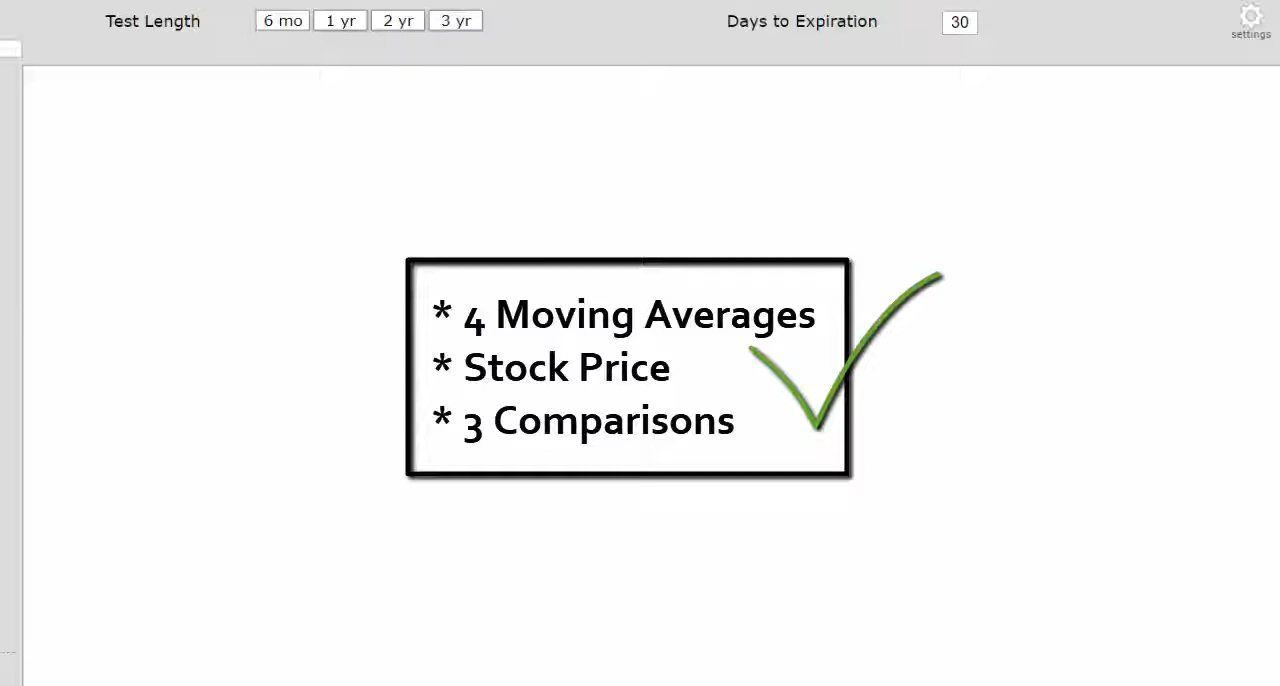 Test Length 6 mo 1 yr 2 yr 3 yr Days to Expiration 30
settings
* 4 Moving Averages
* Stock Price
* 3 Comparisons